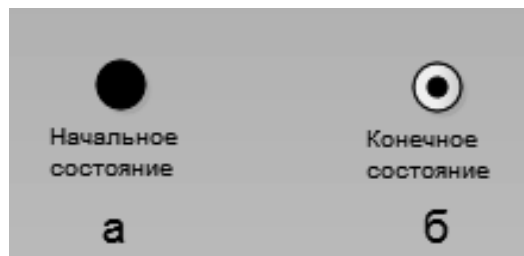 Начальное
состояние
Конечное
состояние
а
б